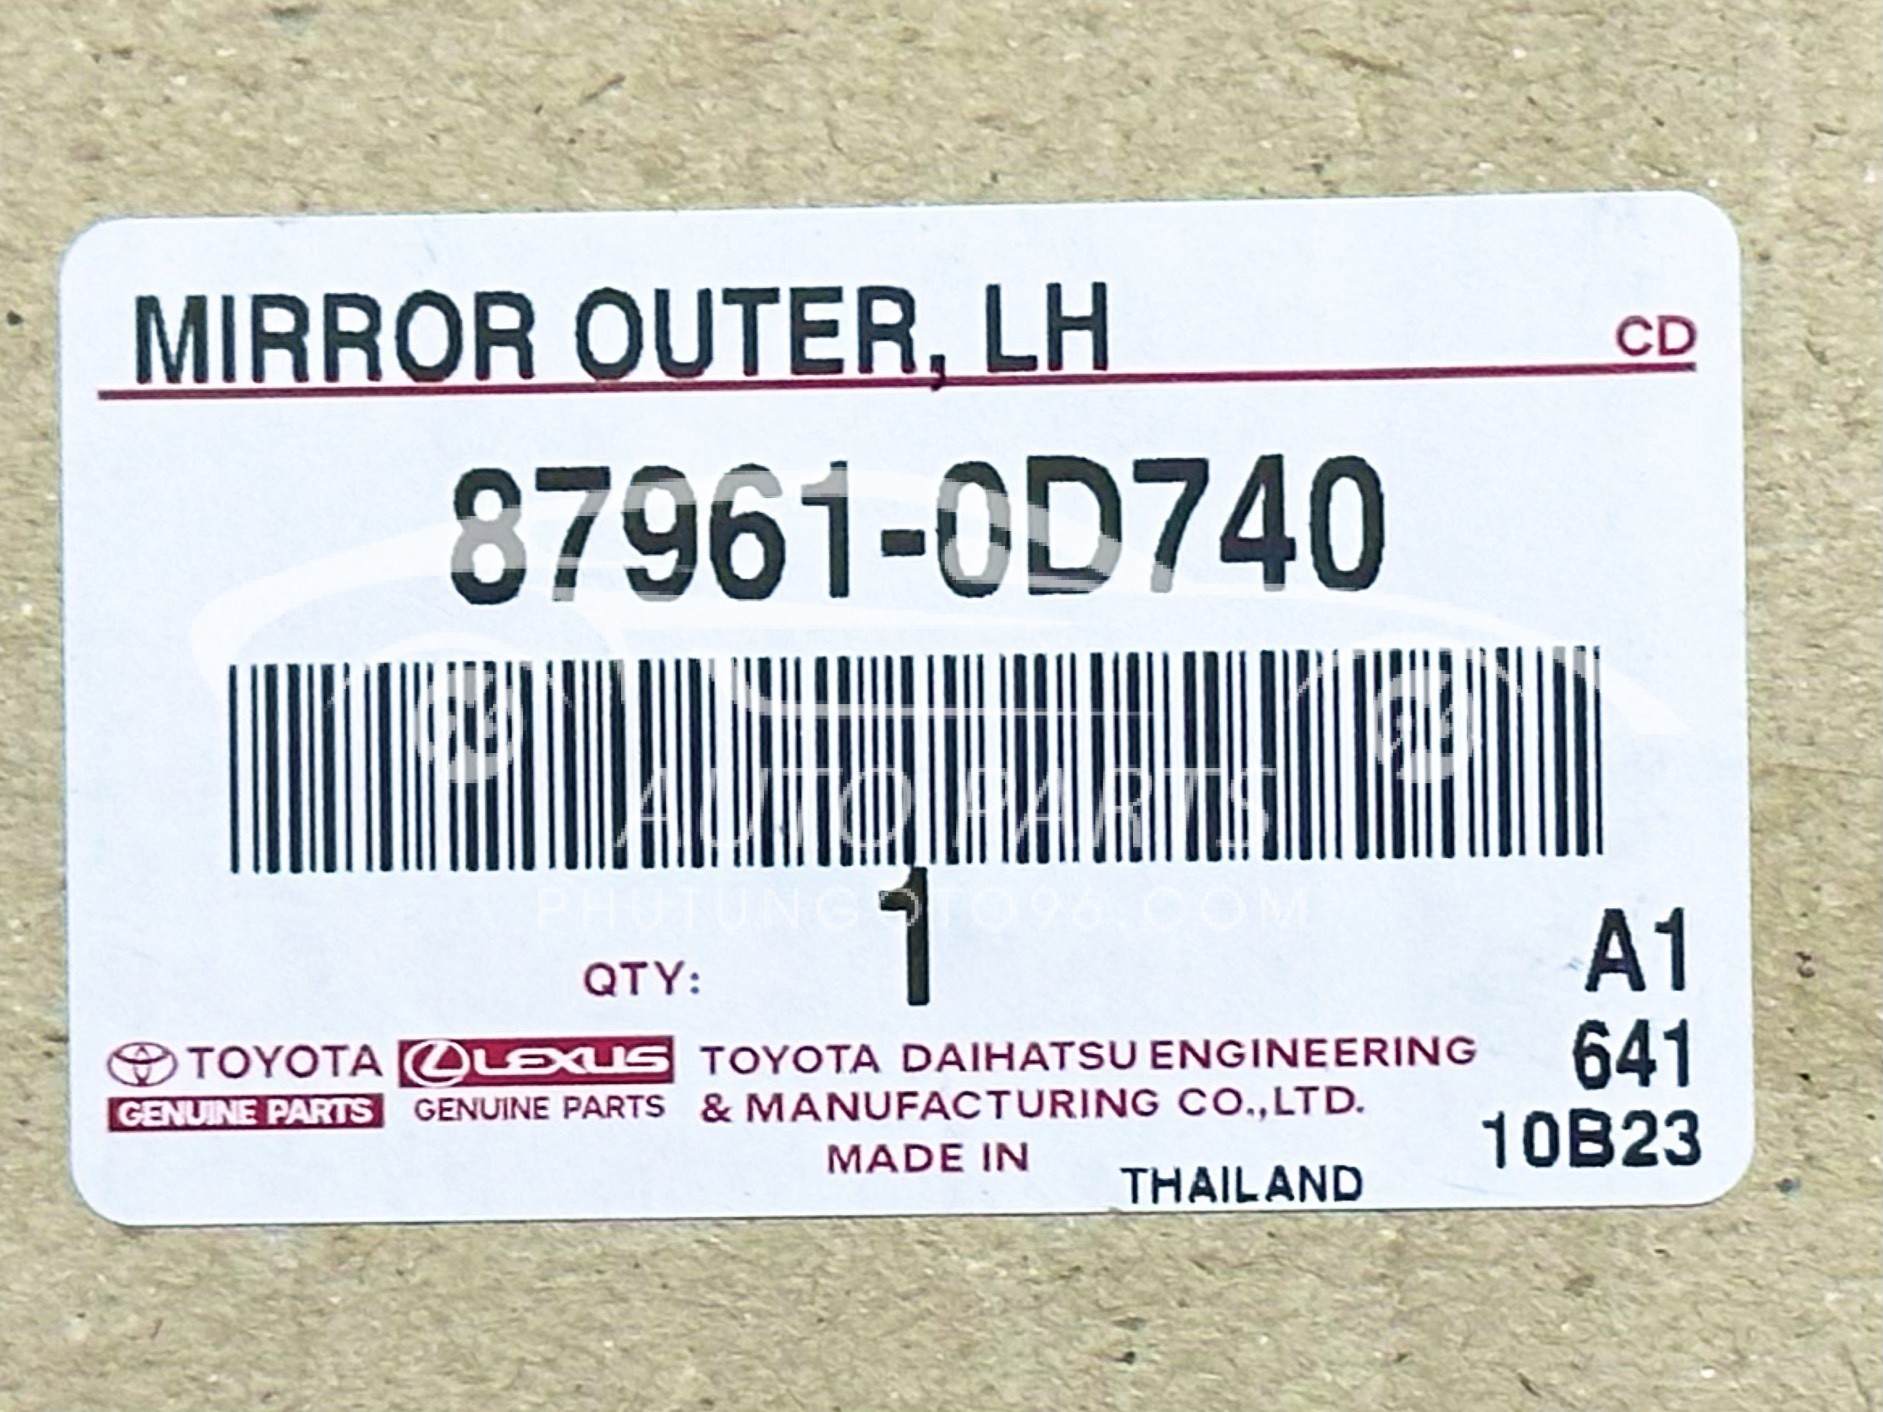 MIRROR OUTER, LH
CD
87961-0D740
AUTO PARTS
PHUTUNGOTO96.COM
1
QTY:
A1
641
10B23
TOYOTA
GENUINE PARTS
LEXUS
GENUINE PARTS
TOYOTA DAIHATSU ENGINEERING
& MANUFACTURING CO.,LTD.
MADE IN
THAILAND